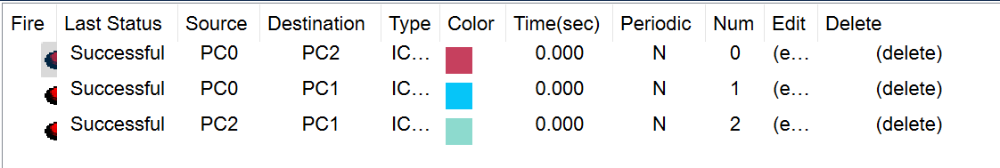 Fire Last Status Source Destination Type Color Time(sec) Periodic Num Edit Delete
Successful PC0 PC2 IC... 0.000 N 0 (e... (delete)
Successful PC0 PC1 IC... 0.000 N 1 (e... (delete)
Successful PC2 PC1 IC... 0.000 N 2 (e... (delete)